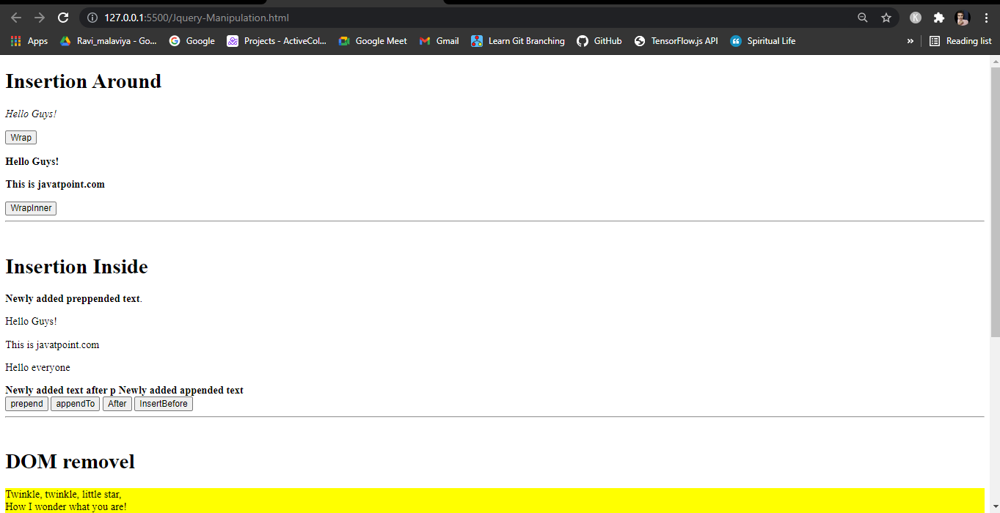 127.0.0.1:5500/Jquery-Manipulation.html
K
Apps Ravi_malaviya - Go... Google Projects - ActiveCol... Google Meet Gmail Learn Git Branching GitHub TensorFlow.js API Spiritual Life » Reading list
Insertion Around
Hello Guys!
Wrap
Hello Guys!
This is javatpoint.com
WrapInner
Insertion Inside
Newly added preppended text.
Hello Guys!
This is javatpoint.com
Hello everyone
Newly added text after p Newly added appended text
prepend appendTo After InsertBefore
DOM removel
Twinkle, twinkle, little star,
How I wonder what you are!